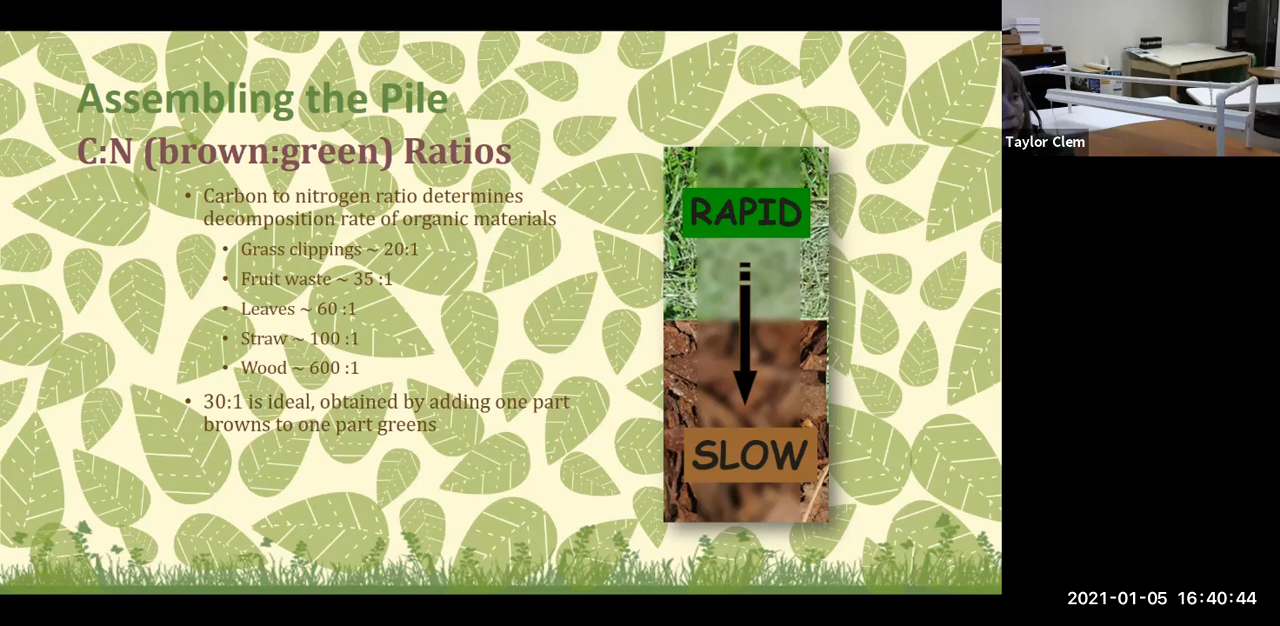 Assembling the Pile
C:N (brown:green) Ratios
• Carbon to nitrogen ratio determines
decomposition rate of organic materials
• Grass clippings ~ 20:1
• Fruit waste ~ 35 :1
• Leaves ~ 60 :1
• Straw ~ 100 :1
• Wood ~ 600 :1
• 30:1 is ideal, obtained by adding one part
browns to one part greens
RAPID
SLOW
Taylor Clem
2021-01-05 16:40:44